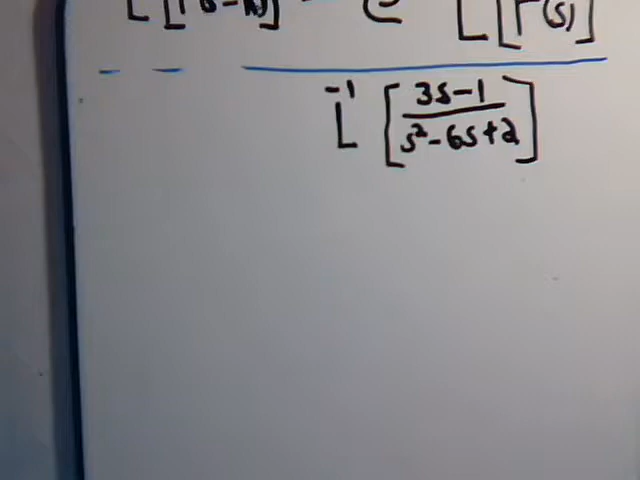 L [F(s-k)] = e L [F(s)]
L⁻¹ [(3s-1)/(s²-6s+2)]